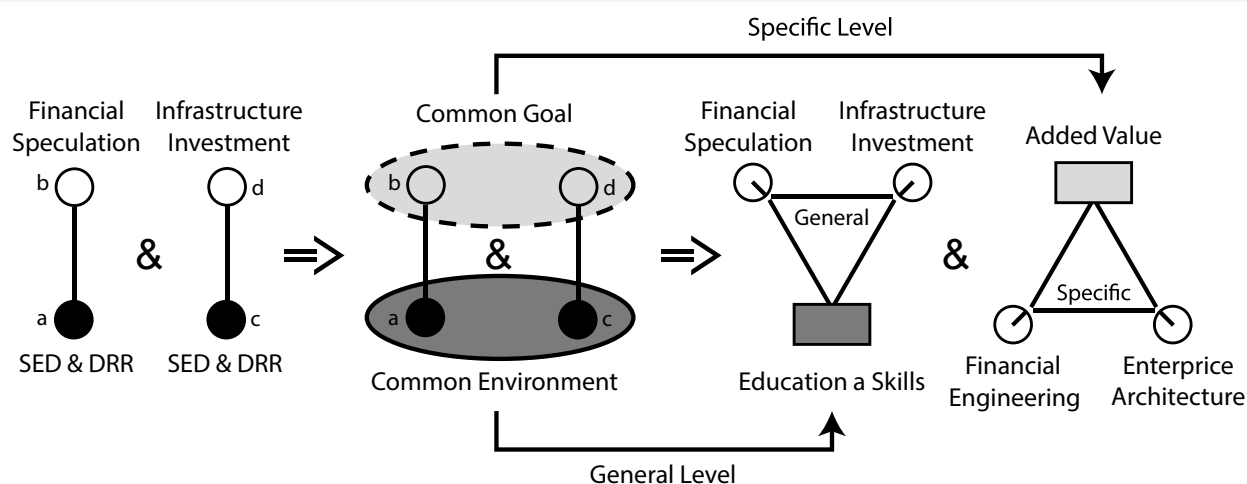 Specific Level
Financial
Speculation
Infrastructure
Investment
Common Goal
Financial
Speculation
Infrastructure
Investment
Added Value
b
d
b
d
General
&
&
&
&
Specific
a
c
a
c
SED & DRR
SED & DRR
Common Environment
Education a Skills
Financial
Engineering
Enterprice
Architecture
General Level